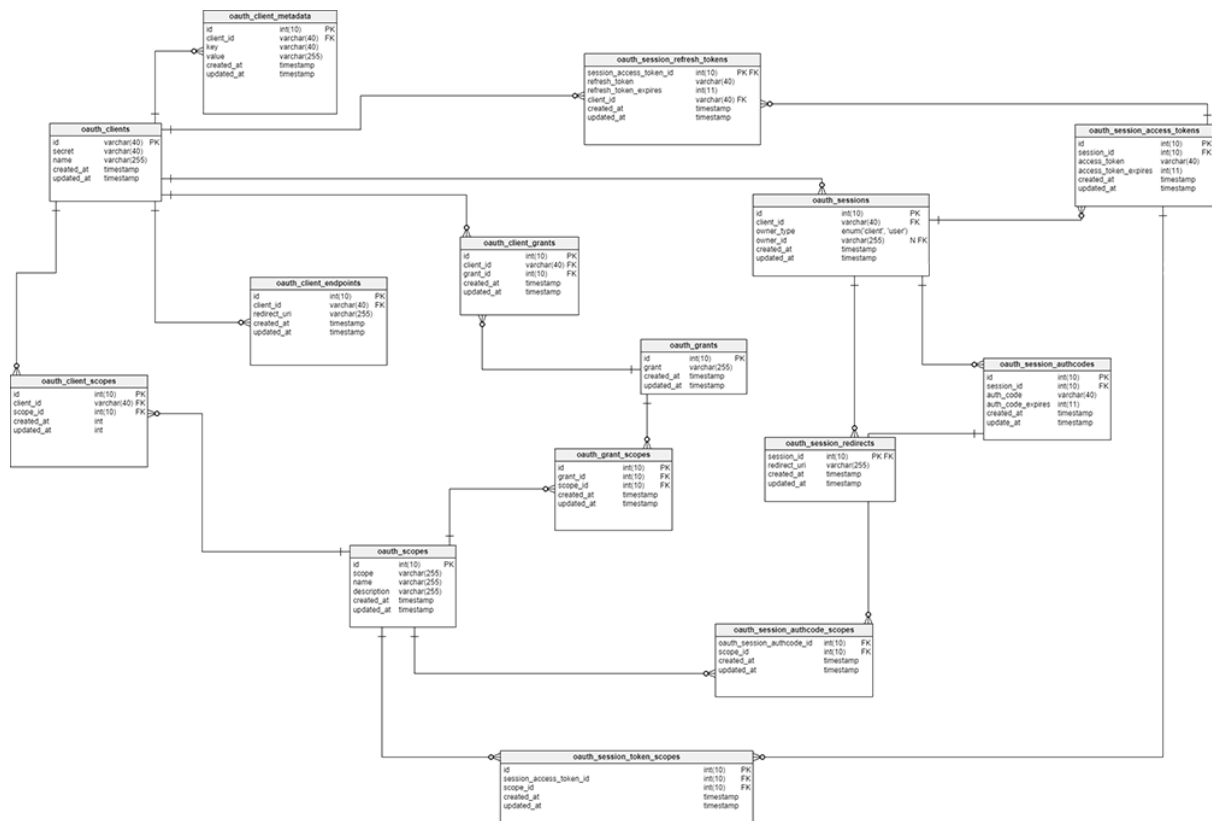 oauth_client_metadata
id int(10) PK
client_id varchar(40) FK
key varchar(40)
value varchar(255)
created_at timestamp
updated_at timestamp
oauth_session_refresh_tokens
session_access_token_id int(10) PK FK
refresh_token varchar(40)
refresh_token_expires int(11)
client_id varchar(40) FK
created_at timestamp
updated_at timestamp
oauth_clients
id varchar(40) PK
secret varchar(40)
name varchar(255)
created_at timestamp
updated_at timestamp
oauth_session_access_tokens
id int(10) PK
session_id int(10) FK
access_token varchar(40)
access_token_expires int(11)
created_at timestamp
updated_at timestamp
oauth_sessions
id int(10) PK
client_id varchar(40) FK
owner_type enum('client', 'user')
owner_id varchar(255) N FK
created_at timestamp
updated_at timestamp
oauth_client_grants
id int(10) PK
client_id varchar(40) FK
grant_id int(10) FK
created_at timestamp
updated_at timestamp
oauth_client_endpoints
id int(10) PK
client_id varchar(40) FK
redirect_uri varchar(255)
created_at timestamp
updated_at timestamp
oauth_grants
id int(10) PK
grant varchar(255)
created_at timestamp
updated_at timestamp
oauth_session_authcodes
id int(10) PK
session_id int(10) FK
auth_code varchar(40)
auth_code_expires int(11)
created_at timestamp
update_at timestamp
oauth_client_scopes
id int(10) PK
client_id varchar(40) FK
scope_id int(10) FK
created_at int
updated_at int
oauth_session_redirects
session_id int(10) PK FK
redirect_uri varchar(255)
created_at timestamp
updated_at timestamp
oauth_grant_scopes
id int(10) PK
grant_id int(10) FK
scope_id int(10) FK
created_at timestamp
updated_at timestamp
oauth_scopes
id int(10) PK
scope varchar(255)
name varchar(255)
description varchar(255)
created_at timestamp
updated_at timestamp
oauth_session_authcode_scopes
oauth_session_authcode_id int(10) FK
scope_id int(10) FK
created_at timestamp
updated_at timestamp
oauth_session_token_scopes
id int(10) PK
session_access_token_id int(10) FK
scope_id int(10) FK
created_at timestamp
updated_at timestamp